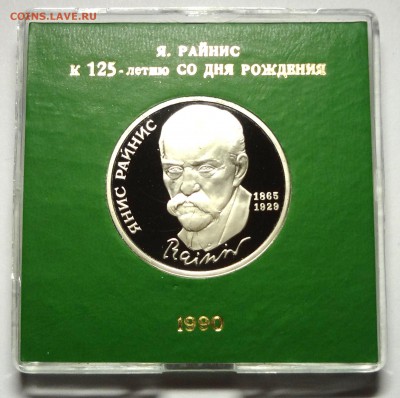 COINS.LAVE.RU
Я. РАЙНИС
К 125-летию СО ДНЯ РОЖДЕНИЯ
ЯНИС РАЙНИС
1865
1929
Rainis
1990